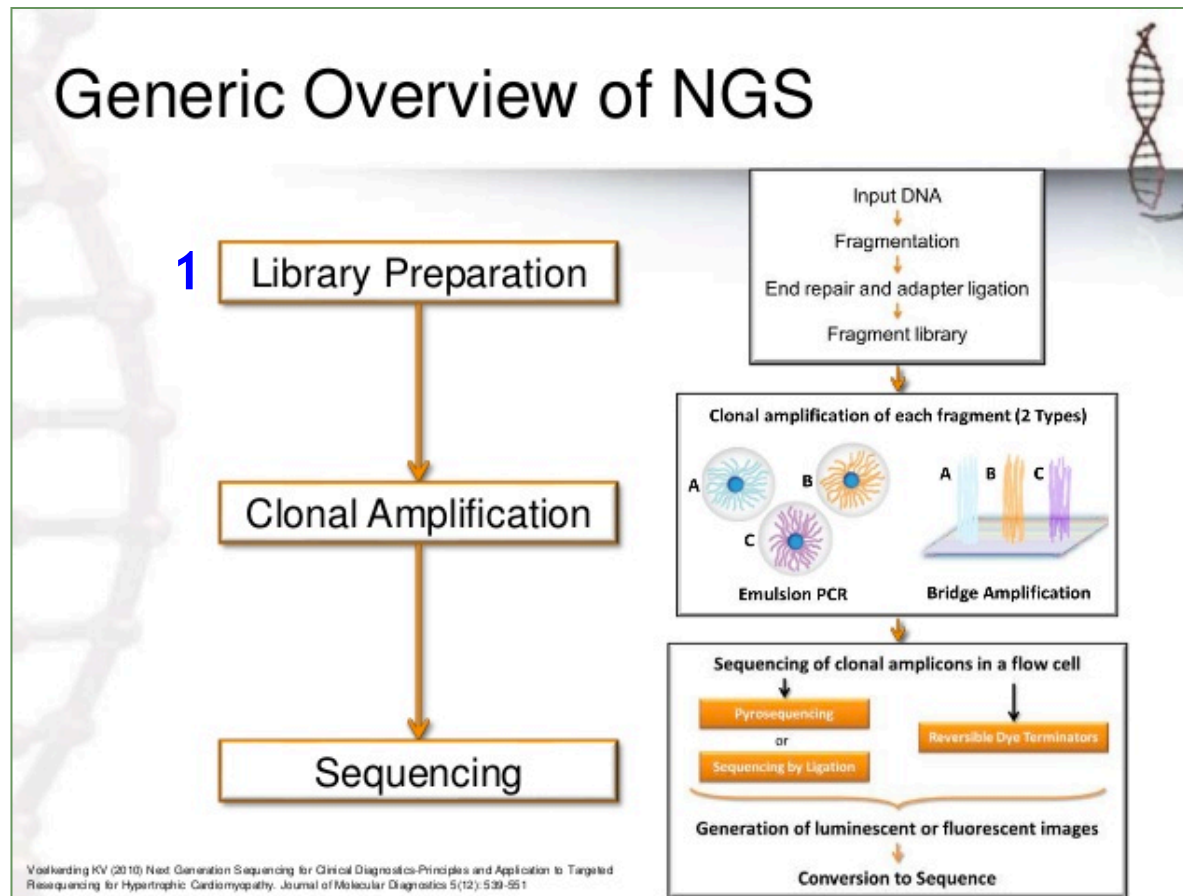 Generic Overview of NGS
1
Library Preparation
Clonal Amplification
Sequencing
Input DNA
Fragmentation
End repair and adapter ligation
Fragment library
Clonal amplification of each fragment (2 Types)
A
B
C
Emulsion PCR
A B C
Bridge Amplification
Sequencing of clonal amplicons in a flow cell
Pyrosequencing
or
Sequencing by Ligation
Reversible Dye Terminators
Generation of luminescent or fluorescent images
Conversion to Sequence
Voelkerding KV (2010) Next Generation Sequencing for Clinical Diagnostics-Principles and Application to Targeted
Resequencing for Hypertrophic Cardiomyopathy. Journal of Molecular Diagnostics 5(12): 539-551